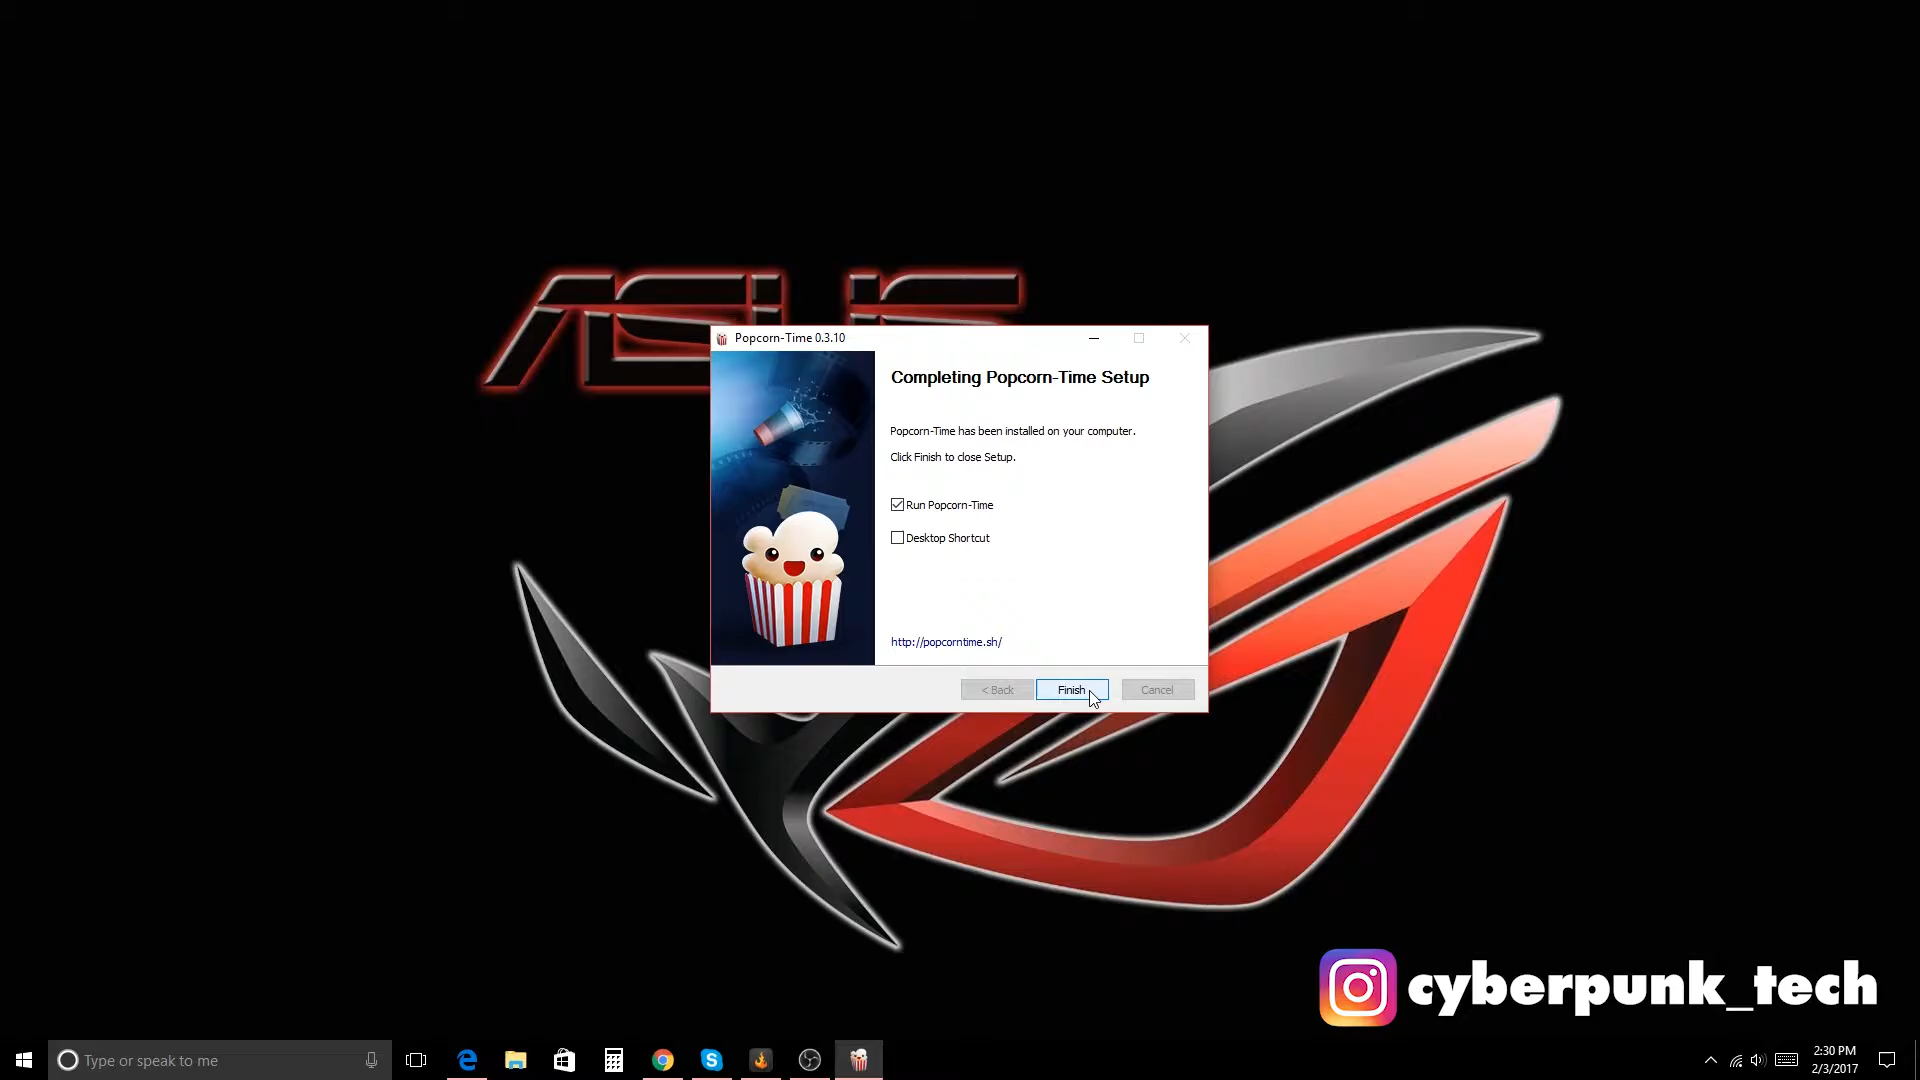 ASUS
Popcorn-Time 0.3.10
Completing Popcorn-Time Setup
Popcorn-Time has been installed on your computer.
Click Finish to close Setup.
Run Popcorn-Time
Desktop Shortcut
http://popcorntime.sh/
< Back
Finish
Cancel
cyberpunk_tech
Type or speak to me
2:30 PM
2/3/2017